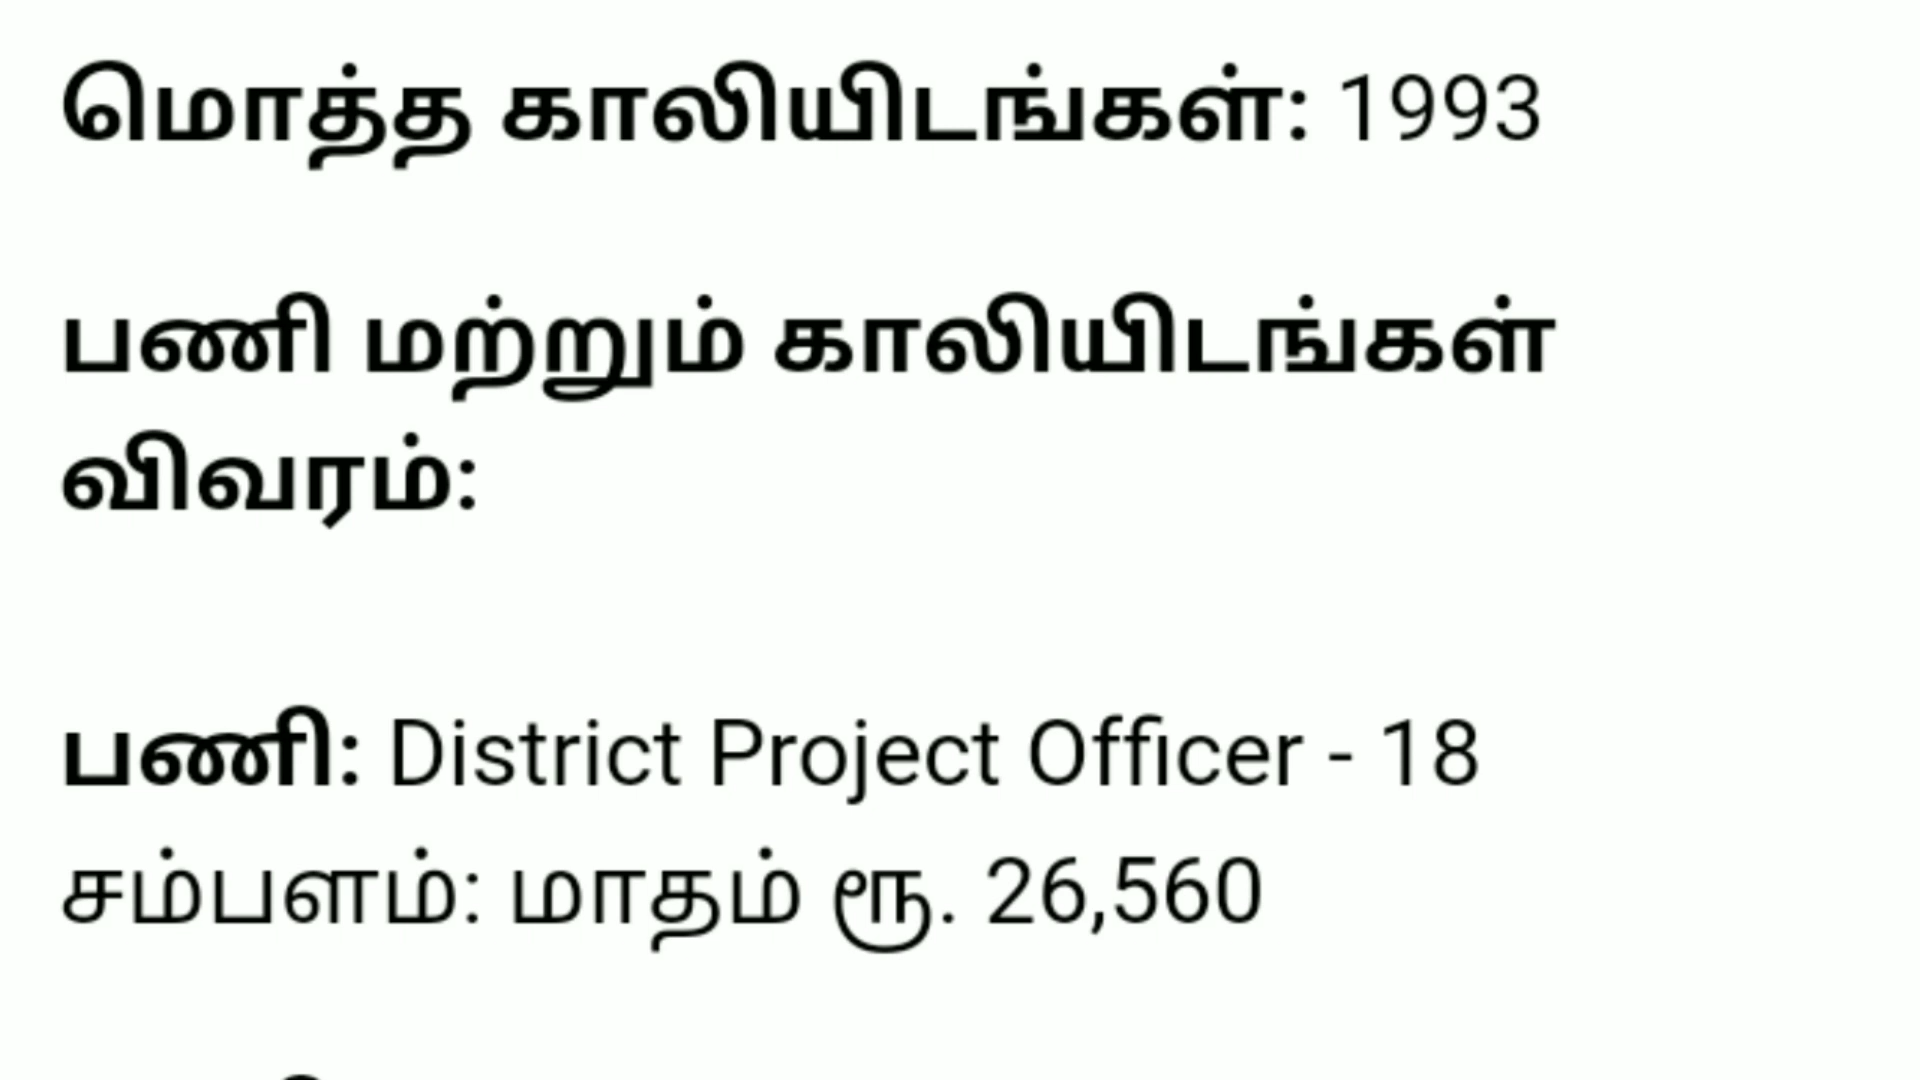 மொத்த காலியிடங்கள்: 1993
பணி மற்றும் காலியிடங்கள்
விவரம்:
பணி: District Project Officer - 18
சம்பளம்: மாதம் ரூ. 26,560